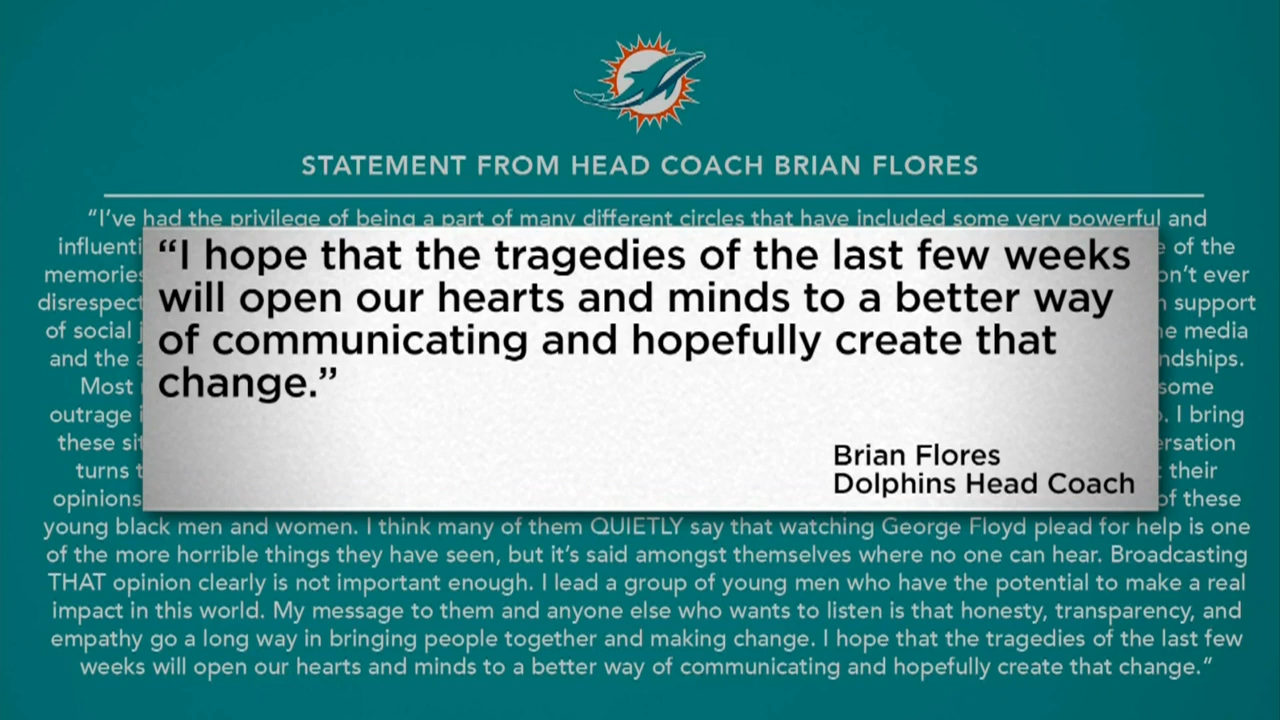 STATEMENT FROM HEAD COACH BRIAN FLORES
“I’ve had the privilege of being a part of many different circles that have included some very powerful and
influenti
of the
memories
on’t ever
disrespect
support
of social
media
and the
ndships.
Most
some
outrage
I bring
these sit
ersation
turns
their
opinions
of these
“I hope that the tragedies of the last few weeks
will open our hearts and minds to a better way
of communicating and hopefully create that
change.”
Brian Flores
Dolphins Head Coach
young black men and women. I think many of them QUIETLY say that watching George Floyd plead for help is one
of the more horrible things they have seen, but it’s said amongst themselves where no one can hear. Broadcasting
THAT opinion clearly is not important enough. I lead a group of young men who have the potential to make a real
impact in this world. My message to them and anyone else who wants to listen is that honesty, transparency, and
empathy go a long way in bringing people together and making change. I hope that the tragedies of the last few
weeks will open our hearts and minds to a better way of communicating and hopefully create that change.”